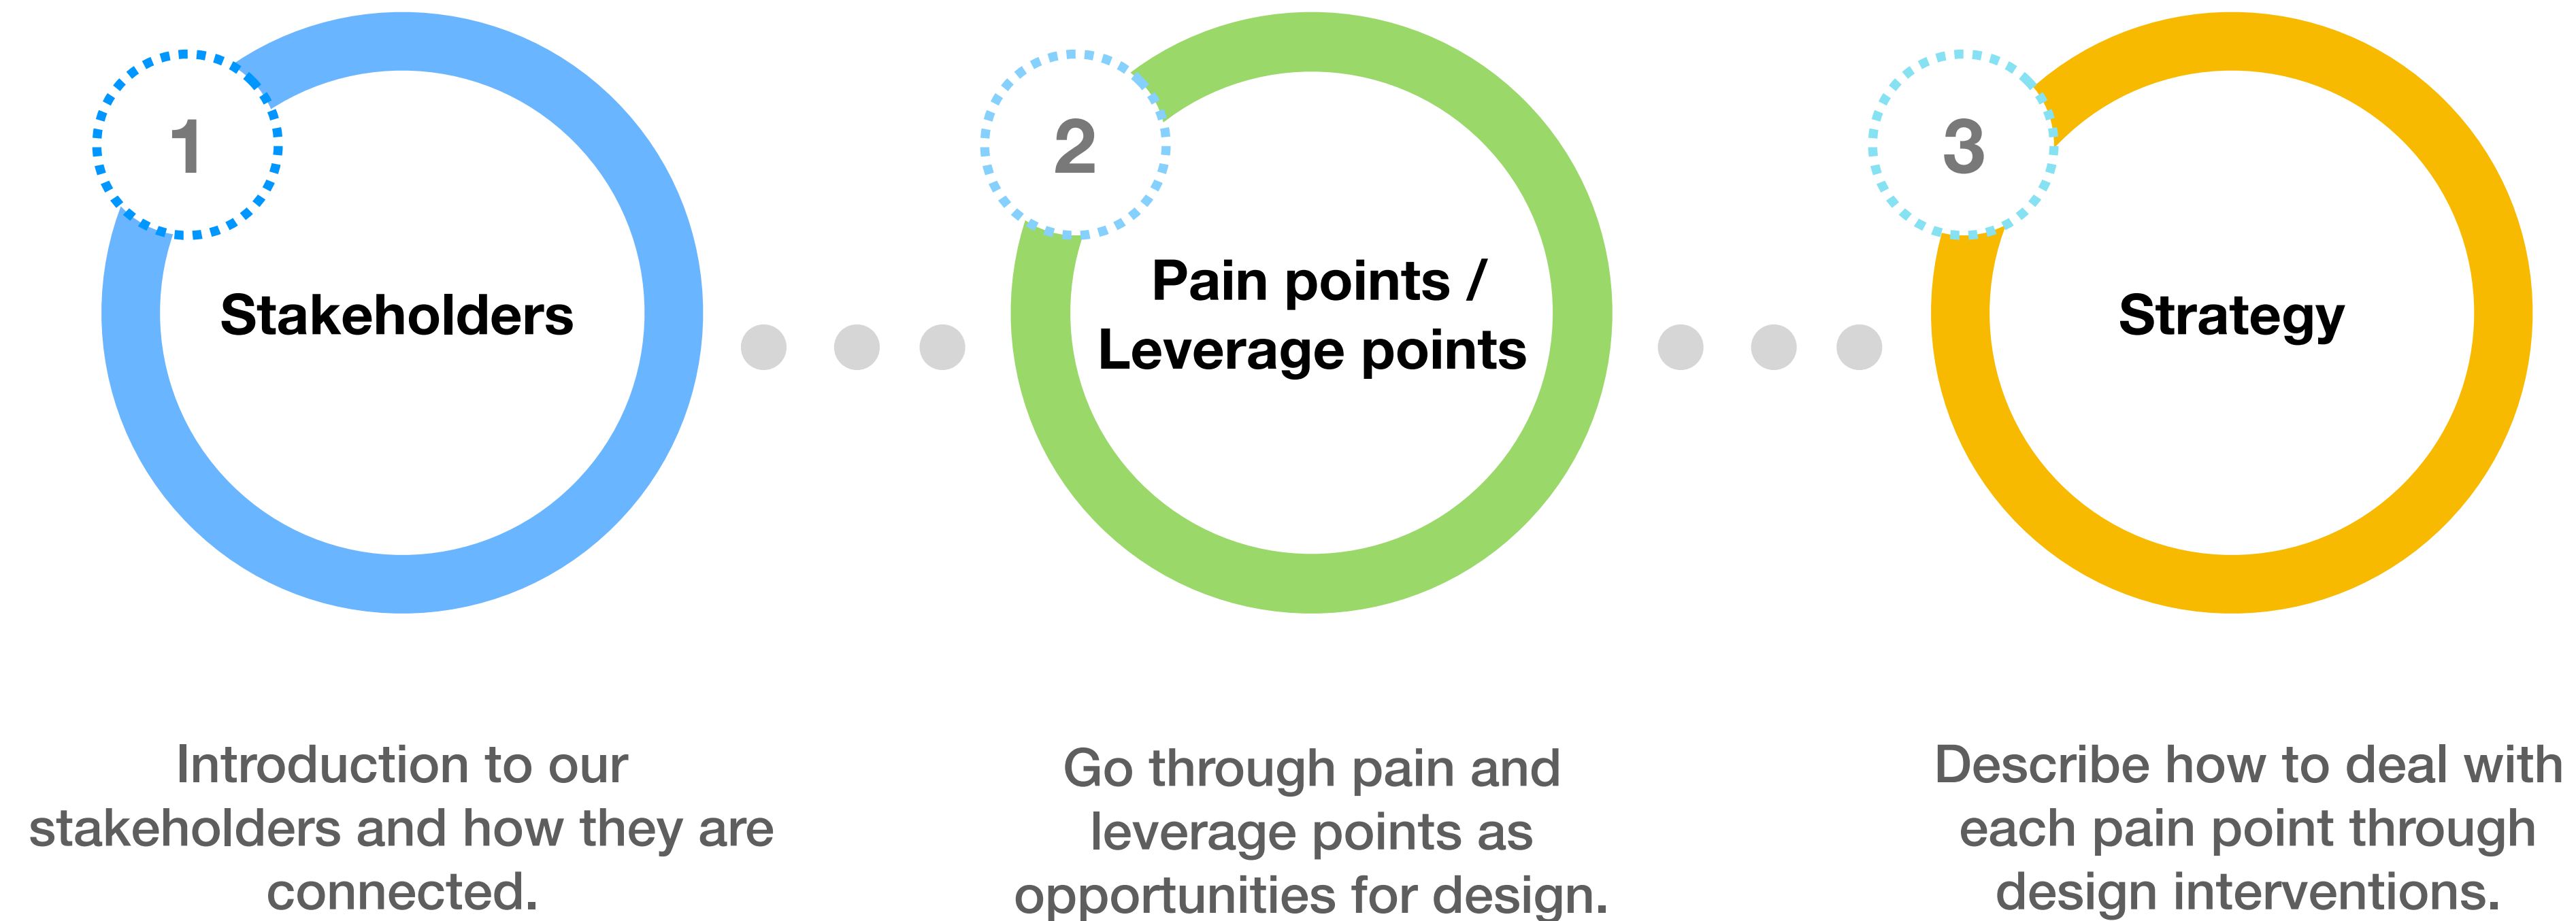 1
Stakeholders
Introduction to our
stakeholders and how they are
connected.
2
Pain points /
Leverage points
Go through pain and
leverage points as
opportunities for design.
3
Strategy
Describe how to deal with
each pain point through
design interventions.